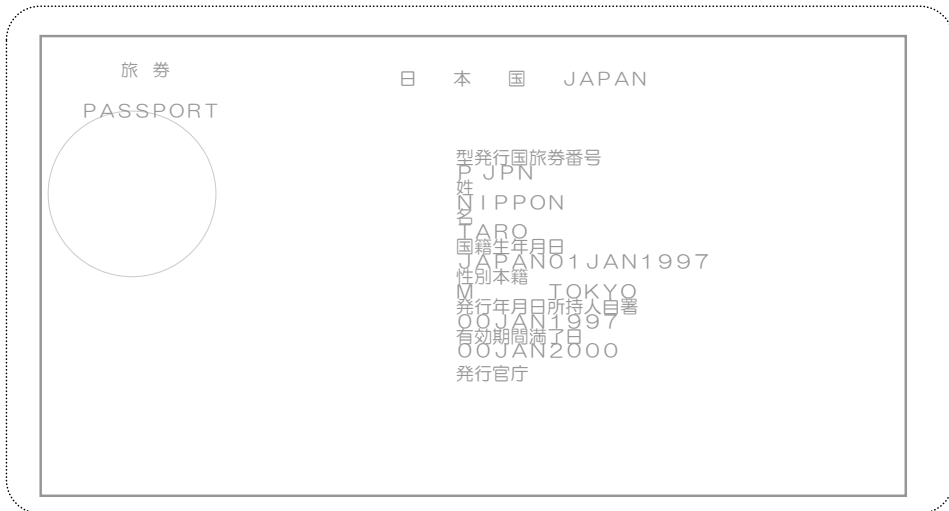 旅 券
日 本 国 JAPAN
PASSPORT
型発行国旅券番号
P JPN
姓
NIPPON
名
TARO
国籍生年月日
JAPAN01JAN1997
性別本籍
M TOKYO
発行年月日所持人自署
00JAN1997
有効期間満了日
00JAN2000
発行官庁